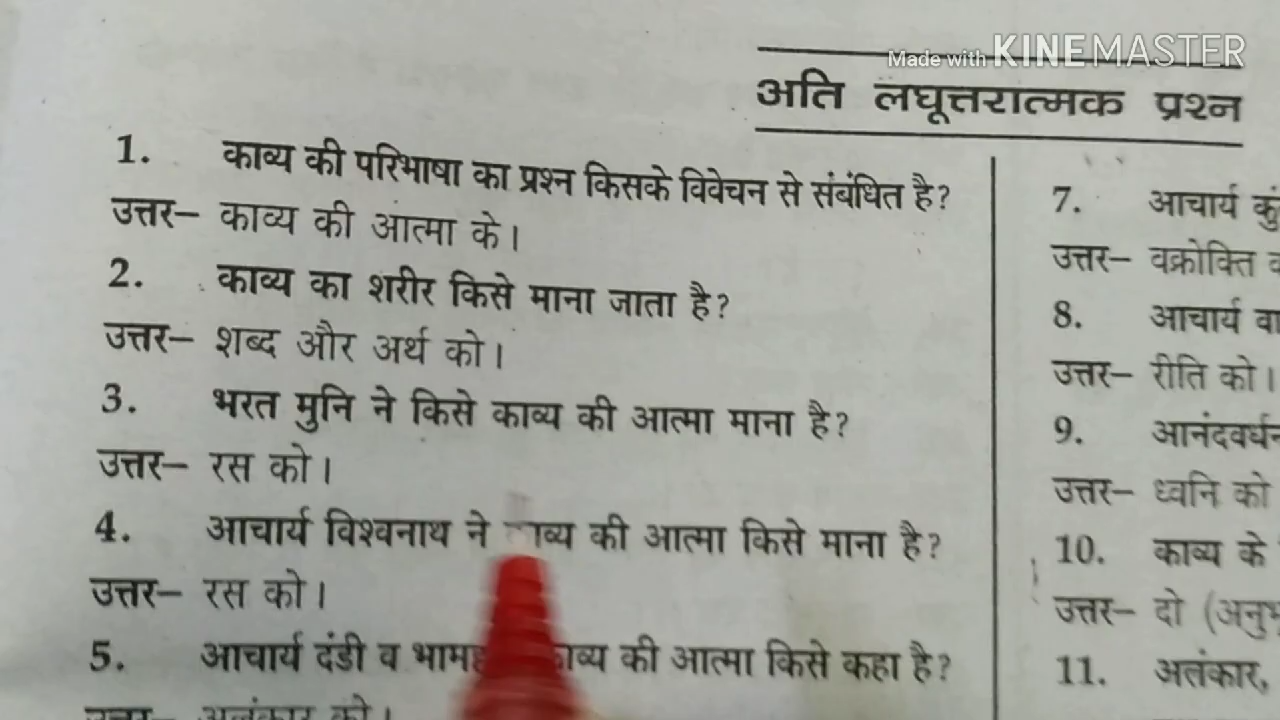 Made with KINEMASTER
अति लघूत्तरात्मक प्रश्न
1. काव्य की परिभाषा का प्रश्न किसके विवेचन से संबंधित है?
उत्तर– काव्य की आत्मा के।
2. काव्य का शरीर किसे माना जाता है?
उत्तर– शब्द और अर्थ को।
3. भरत मुनि ने किसे काव्य की आत्मा माना है?
उत्तर– रस को।
4. आचार्य विश्वनाथ ने काव्य की आत्मा किसे माना है?
उत्तर– रस को।
5. आचार्य दंडी व काव्य की आत्मा किसे कहा है?
उत्तर– अलंकार को।
7. आचार्य
उत्तर– वक्रोक्ति
8. आचार्य
उत्तर– रीति को।
9.
उत्तर– ध्वनि को
10. काव्य के
उत्तर– दो
11. अलंकार,